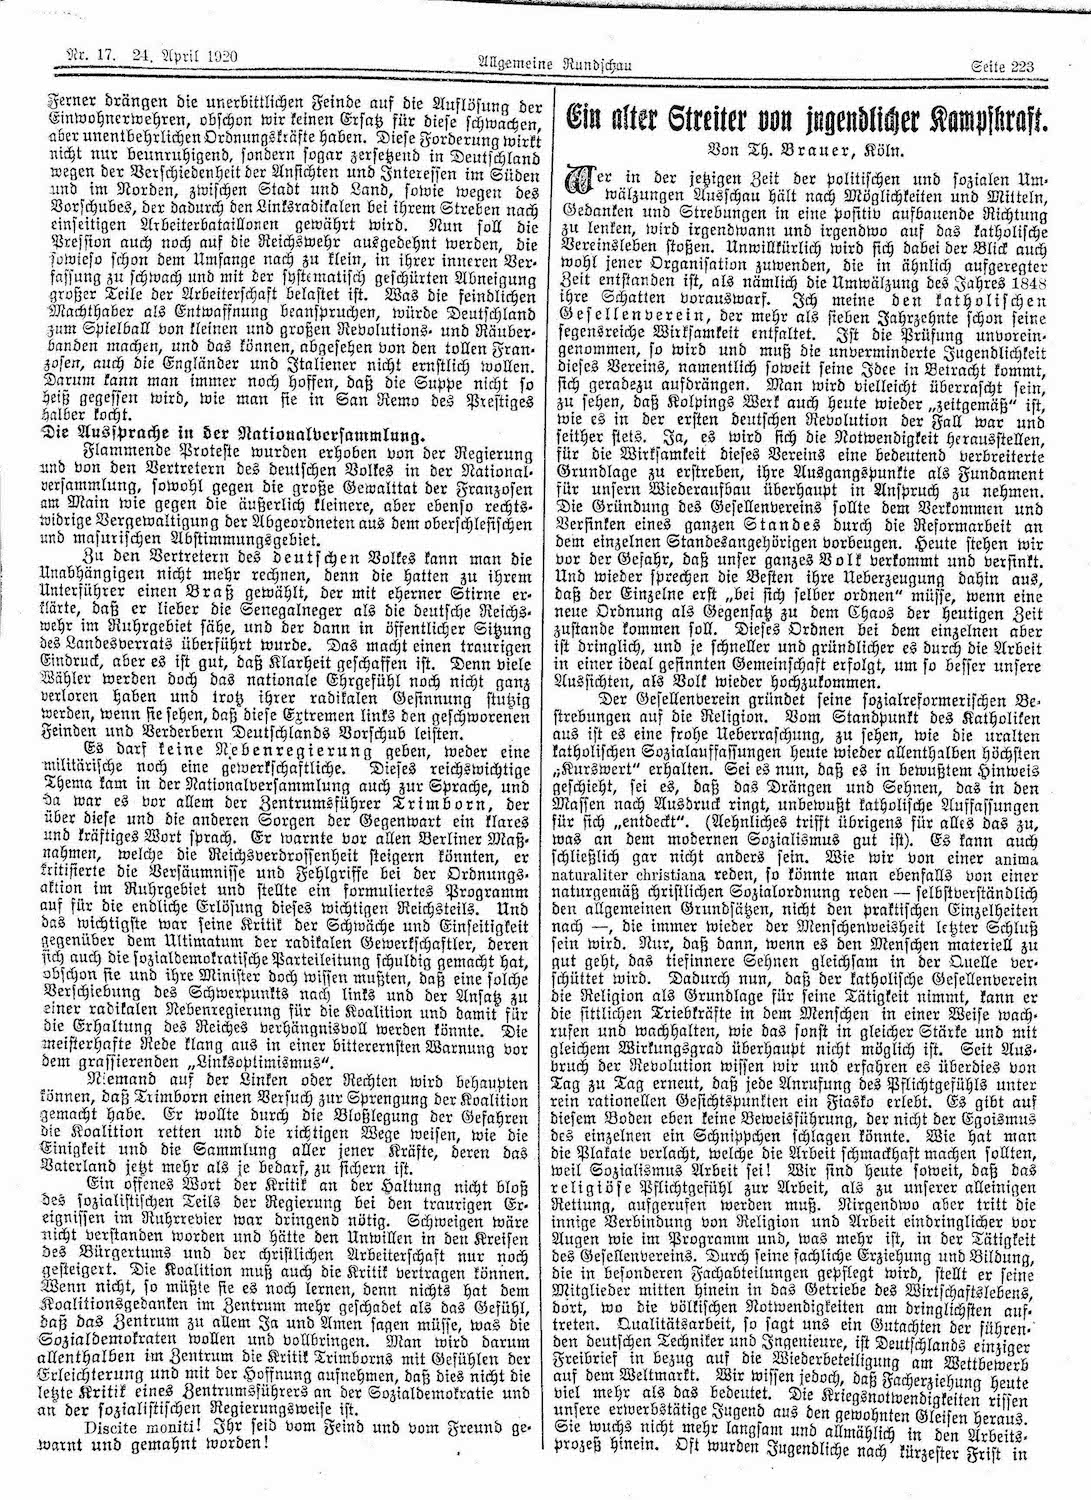 Nr. 17. 24. April 1920
Allgemeine Rundschau
Seite 223
Ferner drängen die unerbittlichen Feinde auf die Auflösung der
Einwohnerwehren, obschon wir keinen Ersatz für diese schwachen,
aber unentbehrlichen Ordnungskräfte haben. Diese Forderung wirkt
nicht nur beunruhigend, sondern sogar zersetzend in Deutschland
wegen der Verschiedenheit der Ansichten und Interessen im Süden
und im Norden, zwischen Stadt und Land, sowie wegen des
Vorschubes, der dadurch den Linksradikalen bei ihrem Streben nach
einseitigen Arbeiterbataillonen gewährt wird. Nun soll die
Pression auch noch auf die Reichswehr ausgedehnt werden, die
sowieso schon dem Umfange nach zu klein, in ihrer inneren Ver-
fassung zu schwach und mit der systematisch geschürten Abneigung
großer Teile der Arbeiterschaft belastet ist. Was die feindlichen
Machthaber als Entwaffnung beanspruchen, würde Deutschland
zum Spielball von kleinen und großen Revolutions- und Räuber-
banden machen, und das können, abgesehen von den tollen Fran-
zosen, auch die Engländer und Italiener nicht ernstlich wollen.
Darum kann man immer noch hoffen, daß die Suppe nicht so
heiß gegessen wird, wie man sie in San Remo des Prestiges
halber kocht.
Die Aussprache in der Nationalversammlung.
Flammende Proteste wurden erhoben von der Regierung
und von den Vertretern des deutschen Volkes in der National-
versammlung, sowohl gegen die große Gewalttat der Franzosen
am Main wie gegen die äußerlich kleinere, aber ebenso rechts-
widrige Vergewaltigung der Abgeordneten aus dem oberschlesischen
und masurischen Abstimmungsgebiet.
Zu den Vertretern des deutschen Volkes kann man die
Unabhängigen nicht mehr rechnen, denn die hatten zu ihrem
Unterführer einen Braß gewählt, der mit eherner Stirne er-
klärte, daß er lieber die Senegalneger als die deutsche Reichs-
wehr im Ruhrgebiet sähe, und der dann in öffentlicher Sitzung
des Landesverrats überführt wurde. Das macht einen traurigen
Eindruck, aber es ist gut, daß Klarheit geschaffen ist. Denn viele
Wähler werden doch das nationale Ehrgefühl noch nicht ganz
verloren haben und trotz ihrer radikalen Gesinnung stutzig
werden, wenn sie sehen, daß diese Extremen links den geschworenen
Feinden und Verderbern Deutschlands Vorschub leisten.
Es darf keine Nebenregierung geben, weder eine
militärische noch eine gewerkschaftliche. Dieses reichswichtige
Thema kam in der Nationalversammlung auch zur Sprache, und
da war es vor allem der Zentrumsführer Trimborn, der
über diese und die anderen Sorgen der Gegenwart ein klares
und kräftiges Wort sprach. Er warnte vor allen Berliner Maß-
nahmen, welche die Reichsverdrossenheit steigern könnten, er
kritisierte die Versäumnisse und Fehlgriffe bei der Ordnungs-
aktion im Ruhrgebiet und stellte ein formuliertes Programm
auf für die endliche Erlösung dieses wichtigen Reichsteils. Und
das wichtigste war seine Kritik der Schwäche und Einseitigkeit
gegenüber dem Ultimatum der radikalen Gewerkschaftler, deren
sich auch die sozialdemokratische Parteileitung schuldig gemacht hat,
obschon sie und ihre Minister doch wissen mußten, daß eine solche
Verschiebung des Schwerpunkts nach links und der Ansatz zu
einer radikalen Nebenregierung für die Koalition und damit für
die Erhaltung des Reiches verhängnisvoll werden könnte. Die
meisterhafte Rede klang aus in einer bitterernsten Warnung vor
dem grassierenden „Linksoptimismus“.
Niemand auf der Linken oder Rechten wird behaupten
können, daß Trimborn einen Versuch zur Sprengung der Koalition
gemacht habe. Er wollte durch die Bloßlegung der Gefahren
die Koalition retten und die richtigen Wege weisen, wie die
Einigkeit und die Sammlung aller jener Kräfte, deren das
Vaterland jetzt mehr als je bedarf, zu sichern ist.
Ein offenes Wort der Kritik an der Haltung nicht bloß
des sozialistischen Teils der Regierung bei den traurigen Er-
eignissen im Ruhrrevier war dringend nötig. Schweigen wäre
nicht verstanden worden und hätte den Unwillen in den Kreisen
des Bürgertums und der christlichen Arbeiterschaft nur noch
gesteigert. Die Koalition muß auch die Kritik vertragen können.
Wenn nicht, so müßte sie es noch lernen, denn nichts hat dem
Koalitionsgedanken im Zentrum mehr geschadet als das Gefühl,
daß das Zentrum zu allem Ja und Amen sagen müsse, was die
Sozialdemokraten wollen und vollbringen. Man wird darum
allenthalben im Zentrum die Kritik Trimborns mit Gefühlen der
Erleichterung und mit der Hoffnung aufnehmen, daß dies nicht die
letzte Kritik eines Zentrumsführers an der Sozialdemokratie und
an der sozialistischen Regierungsweise ist.
Discite moniti! Ihr seid vom Feind und vom Freund ge-
warnt und gemahnt worden!
Ein alter Streiter von jugendlicher Kampfkraft.
Von Th. Brauer, Köln.
Wer in der jetzigen Zeit der politischen und sozialen Um-
wälzungen Ausschau hält nach Möglichkeiten und Mitteln,
Gedanken und Strebungen in eine positiv aufbauende Richtung
zu lenken, wird irgendwann und irgendwo auf das katholische
Vereinsleben stoßen. Unwillkürlich wird sich dabei der Blick auch
wohl jener Organisation zuwenden, die in ähnlich aufgeregter
Zeit entstanden ist, als nämlich die Umwälzung des Jahres 1848
ihre Schatten vorauswarf. Ich meine den katholischen
Gesellenverein, der mehr als sieben Jahrzehnte schon seine
segensreiche Wirksamkeit entfaltet. Ist die Prüfung unvorein-
genommen, so wird und muß die unverminderte Jugendlichkeit
dieses Vereins, namentlich soweit seine Idee in Betracht kommt,
sich geradezu aufdrängen. Man wird vielleicht überrascht sein,
zu sehen, daß Kolpings Werk auch heute wieder „zeitgemäß“ ist,
wie es in der ersten deutschen Revolution der Fall war und
seither stets. Ja, es wird sich die Notwendigkeit herausstellen,
für die Wirksamkeit dieses Vereins eine bedeutend verbreiterte
Grundlage zu erstreben, ihre Ausgangspunkte als Fundament
für unsern Wiederaufbau überhaupt in Anspruch zu nehmen.
Die Gründung des Gesellenvereins sollte dem Verkommen und
Versinken eines ganzen Standes durch die Reformarbeit an
dem einzelnen Standesangehörigen vorbeugen. Heute stehen wir
vor der Gefahr, daß unser ganzes Volk verkommt und versinkt.
Und wieder sprechen die Besten ihre Ueberzeugung dahin aus,
daß der Einzelne erst „bei sich selber ordnen“ müsse, wenn eine
neue Ordnung als Gegensatz zu dem Chaos der heutigen Zeit
zustande kommen soll. Dieses Ordnen bei dem einzelnen aber
ist dringlich, und je schneller und gründlicher es durch die Arbeit
in einer ideal gesinnten Gemeinschaft erfolgt, um so besser unsere
Aussichten, als Volk wieder hochzukommen.
Der Gesellenverein gründet seine sozialreformerischen Be-
strebungen auf die Religion. Vom Standpunkt des Katholiken
aus ist es eine frohe Ueberraschung, zu sehen, wie die uralten
katholischen Sozialauffassungen heute wieder allenthalben höchsten
„Kurswert“ erhalten. Sei es nun, daß es in bewußtem Hinweis
geschieht, sei es, daß das Drängen und Sehnen, das in den
Massen nach Ausdruck ringt, unbewußt katholische Auffassungen
für sich „entdeckt“. (Aehnliches trifft übrigens für alles das zu,
was an dem modernen Sozialismus gut ist). Es kann auch
schließlich gar nicht anders sein. Wie wir von einer anima
naturaliter christiana reden, so könnte man ebenfalls von einer
naturgemäß christlichen Sozialordnung reden — selbstverständlich
den allgemeinen Grundsätzen, nicht den praktischen Einzelheiten
nach —, die immer wieder der Menschenweisheit letzter Schluß
sein wird. Nur, daß dann, wenn es den Menschen materiell zu
gut geht, das tiefinnere Sehnen gleichsam in der Quelle ver-
schüttet wird. Dadurch nun, daß der katholische Gesellenverein
die Religion als Grundlage für seine Tätigkeit nimmt, kann er
die sittlichen Triebkräfte in dem Menschen in einer Weise wach-
rufen und wachhalten, wie das sonst in gleicher Stärke und mit
gleichem Wirkungsgrad überhaupt nicht möglich ist. Seit Aus-
bruch der Revolution wissen wir und erfahren es überdies von
Tag zu Tag erneut, daß jede Anrufung des Pflichtgefühls unter
rein rationellen Gesichtspunkten ein Fiasko erlebt. Es gibt auf
diesem Boden eben keine Beweisführung, der nicht der Egoismus
des einzelnen ein Schnippchen schlagen könnte. Wie hat man
die Plakate verlacht, welche die Arbeit schmackhaft machen sollten,
weil Sozialismus Arbeit sei! Wir sind heute soweit, daß das
religiöse Pflichtgefühl zur Arbeit, als zu unserer alleinigen
Rettung, aufgerufen werden muß. Nirgendwo aber tritt die
innige Verbindung von Religion und Arbeit eindringlicher vor
Augen wie im Programm und, was mehr ist, in der Tätigkeit
des Gesellenvereins. Durch seine fachliche Erziehung und Bildung,
die in besonderen Fachabteilungen gepflegt wird, stellt er seine
Mitglieder mitten hinein in das Getriebe des Wirtschaftslebens,
dort, wo die völkischen Notwendigkeiten am dringlichsten auf-
treten. Qualitätsarbeit, so sagt uns ein Gutachten der führen-
den deutschen Techniker und Ingenieure, ist Deutschlands einziger
Freibrief in bezug auf die Wiederbeteiligung am Wettbewerb
auf dem Weltmarkt. Wir wissen jedoch, daß Facherziehung heute
viel mehr als das bedeutet. Die Kriegsnotwendigkeiten rissen
unsere erwerbstätige Jugend aus den gewohnten Gleisen heraus.
Sie wuchs nicht mehr langsam und allmählich in den Arbeits-
prozeß hinein. Oft wurden Jugendliche nach kürzester Frist in